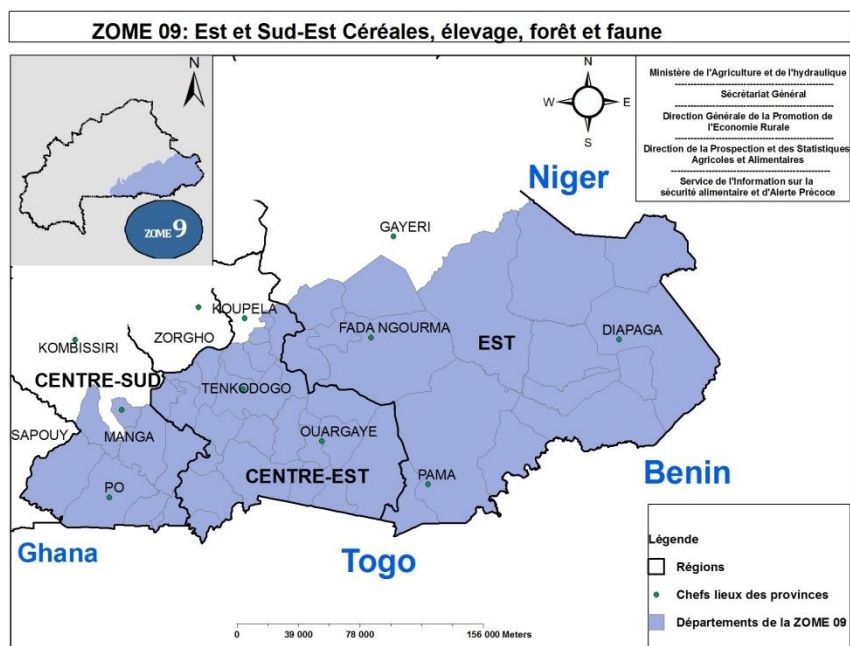 ZOME 09: Est et Sud-Est Céréales, élevage, forêt et faune
N
ZOME 9
N
W E
S
Ministère de l'Agriculture et de l'hydraulique
Sécrétariat Général
Direction Générale de la Promotion de
l'Economie Rurale
Direction de la Prospection et des Statistiques
Agricoles et Alimentaires
Service de l'Information sur la
sécurité alimentaire et d'Alerte Précoce
Niger
GAYERI
KOUPELA
ZORGHO
FADA NGOURMA
EST
DIAPAGA
KOMBISSIRI
CENTRE-SUD
TENKODOGO
SAPOUY
MANGA
OUARGAYE
CENTRE-EST
PAMA
PO
Benin
Ghana
Togo
Légende
Régions
Chefs lieux des provinces
Départements de la ZOME 09
0 39 000 78 000 156 000 Meters